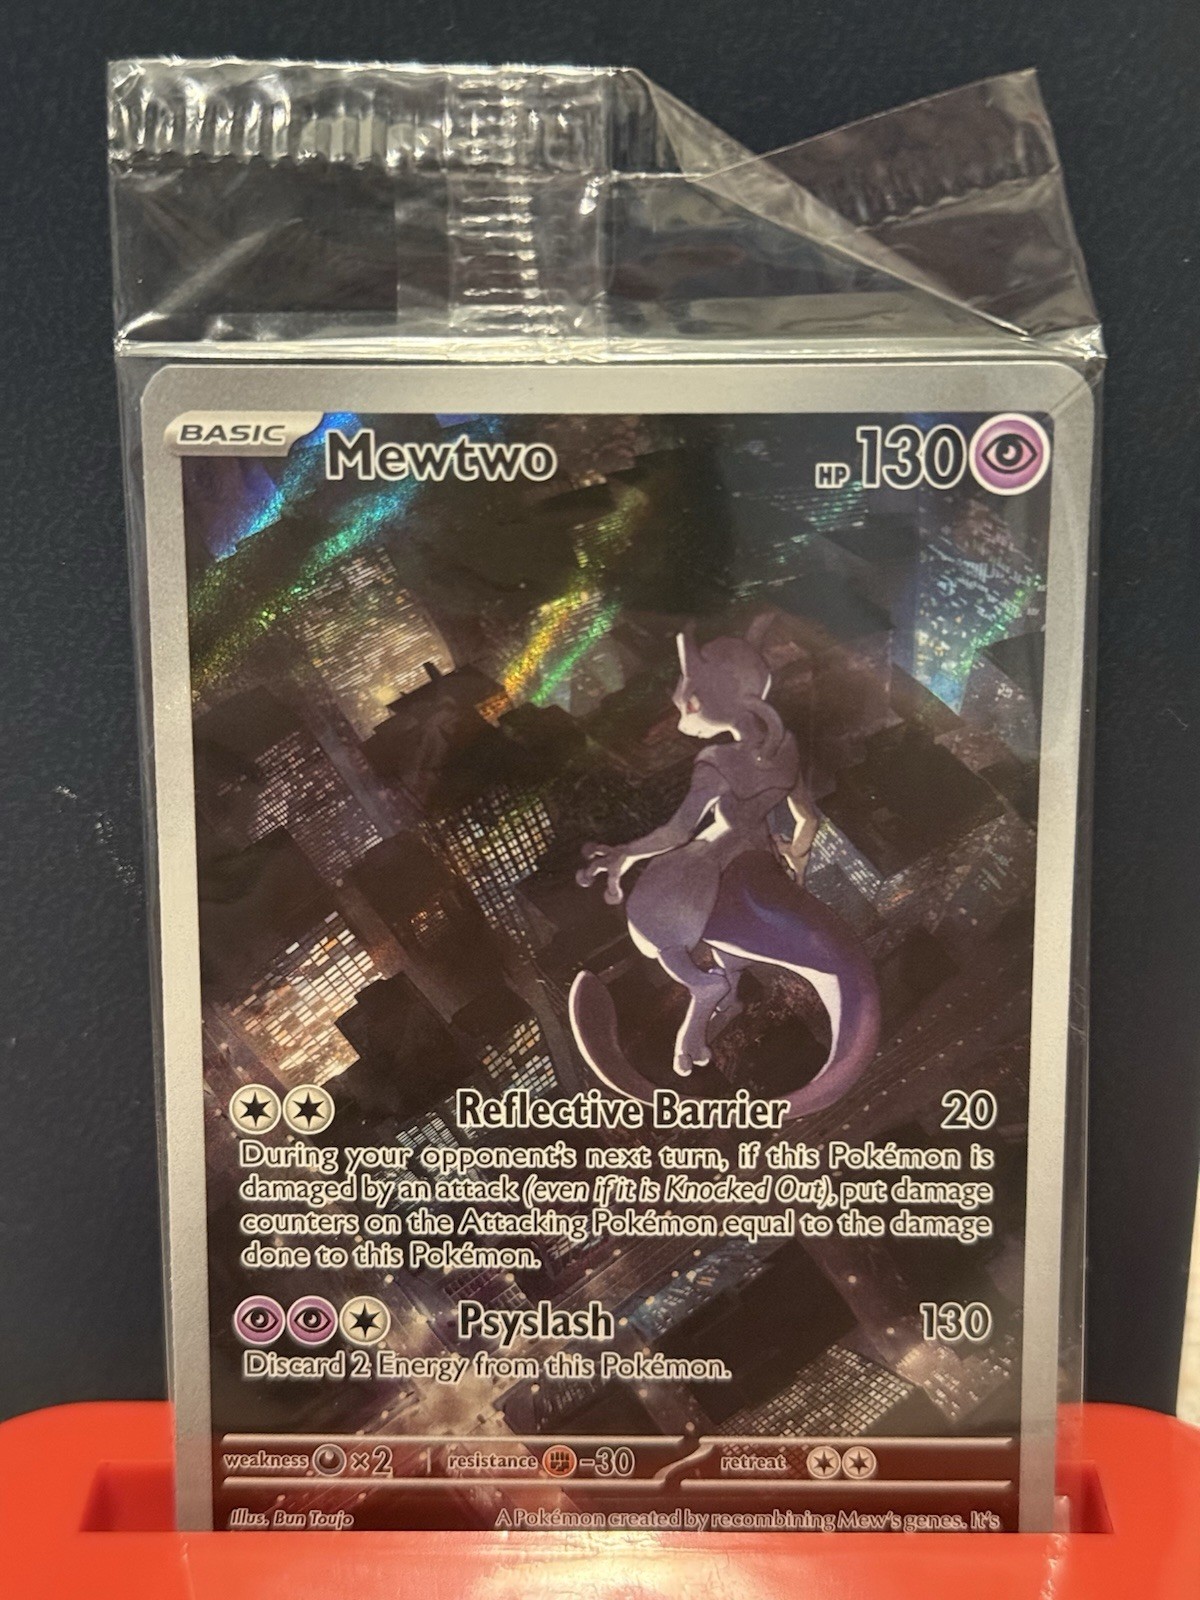 BASIC Mewtwo HP 130
Reflective Barrier 20
During your opponent's next turn, if this Pokémon is
damaged by an attack (even if it is Knocked Out), put damage
counters on the Attacking Pokémon equal to the damage
done to this Pokémon.
Psyslash 130
Discard 2 Energy from this Pokémon.
weakness ×2 resistance -30 retreat
Illus. Bun Toujo A Pokémon created by recombining Mew's genes. It's